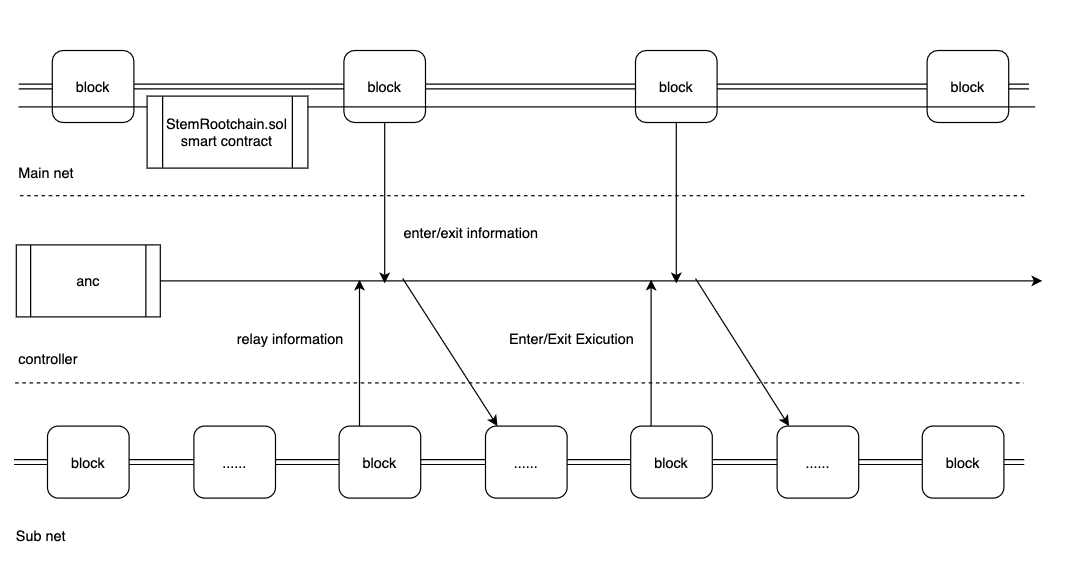 block
block
block
block
StemRootchain.sol
smart contract
Main net
enter/exit information
anc
relay information
Enter/Exit Exicution
controller
block
......
block
......
block
......
block
Sub net